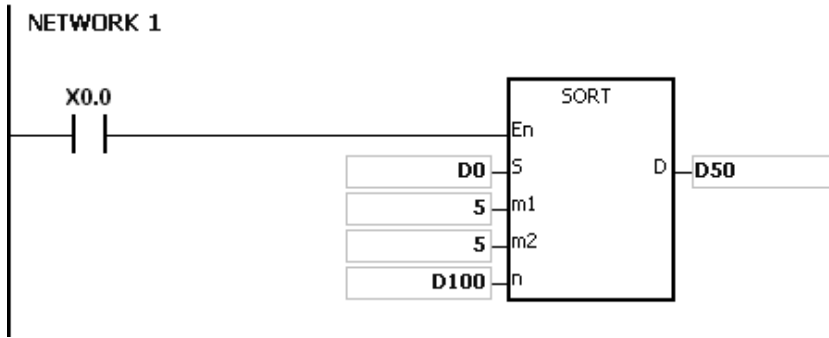 NETWORK 1
X0.0
SORT
En
D0 S D D50
5 m1
5 m2
D100 n